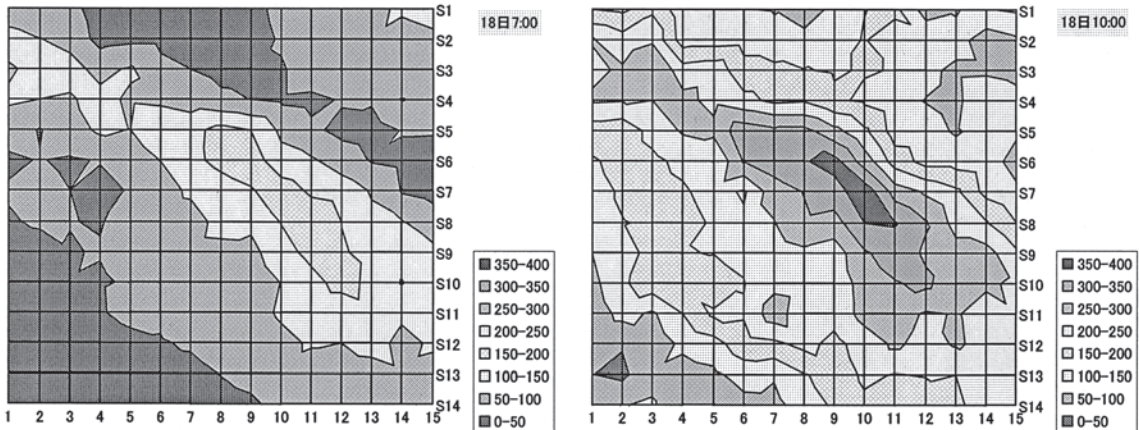 18日7:00
S1
S2
S3
S4
S5
S6
S7
S8
S9
S10
S11
S12
S13
S14
1 2 3 4 5 6 7 8 9 10 11 12 13 14 15
350-400
300-350
250-300
200-250
150-200
100-150
50-100
0-50
18日10:00
S1
S2
S3
S4
S5
S6
S7
S8
S9
S10
S11
S12
S13
S14
1 2 3 4 5 6 7 8 9 10 11 12 13 14 15
350-400
300-350
250-300
200-250
150-200
100-150
50-100
0-50